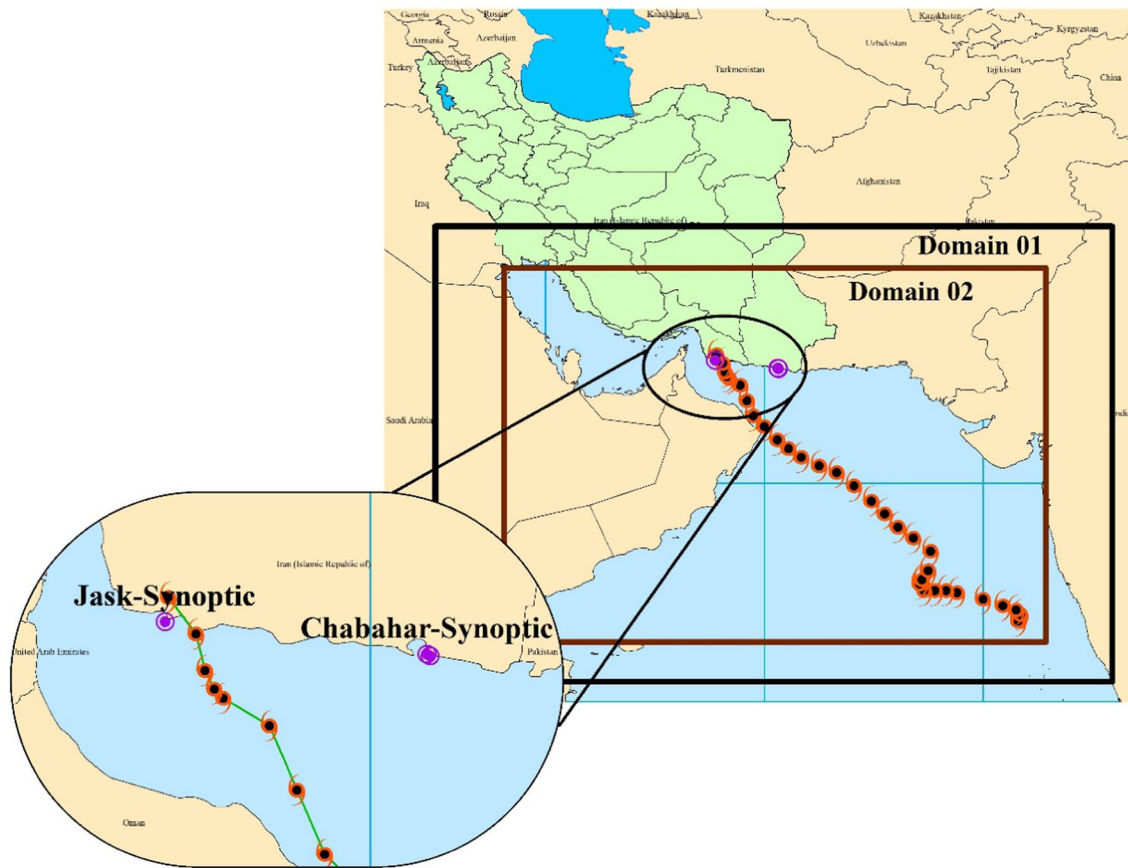 Georgia
Russia
Kazakhstan
Kazakhstan
Armenia
Azerbaijan
Uzbekistan
Kyrgyzstan
Turkey
Azerbaijan
Turkmenistan
Tajikistan
China
Afghanistan
Iraq
Iran (Islamic Republic of)
Pakistan
Domain 01
Domain 02
Saudi Arabia
Iran (Islamic Republic of)
Jask-Synoptic
Chabahar-Synoptic
United Arab Emirates
Pakistan
Oman